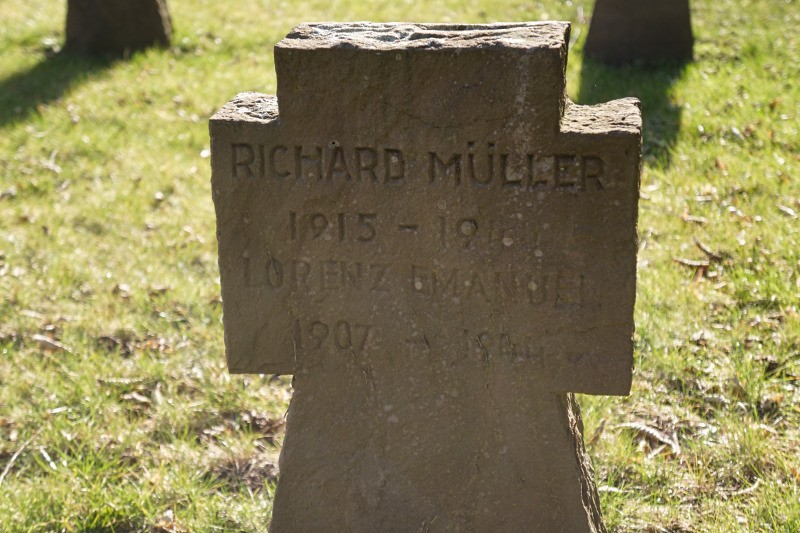 RICHARD MÜLLER
1915 -
LORENZ EMANUEL
1907 -